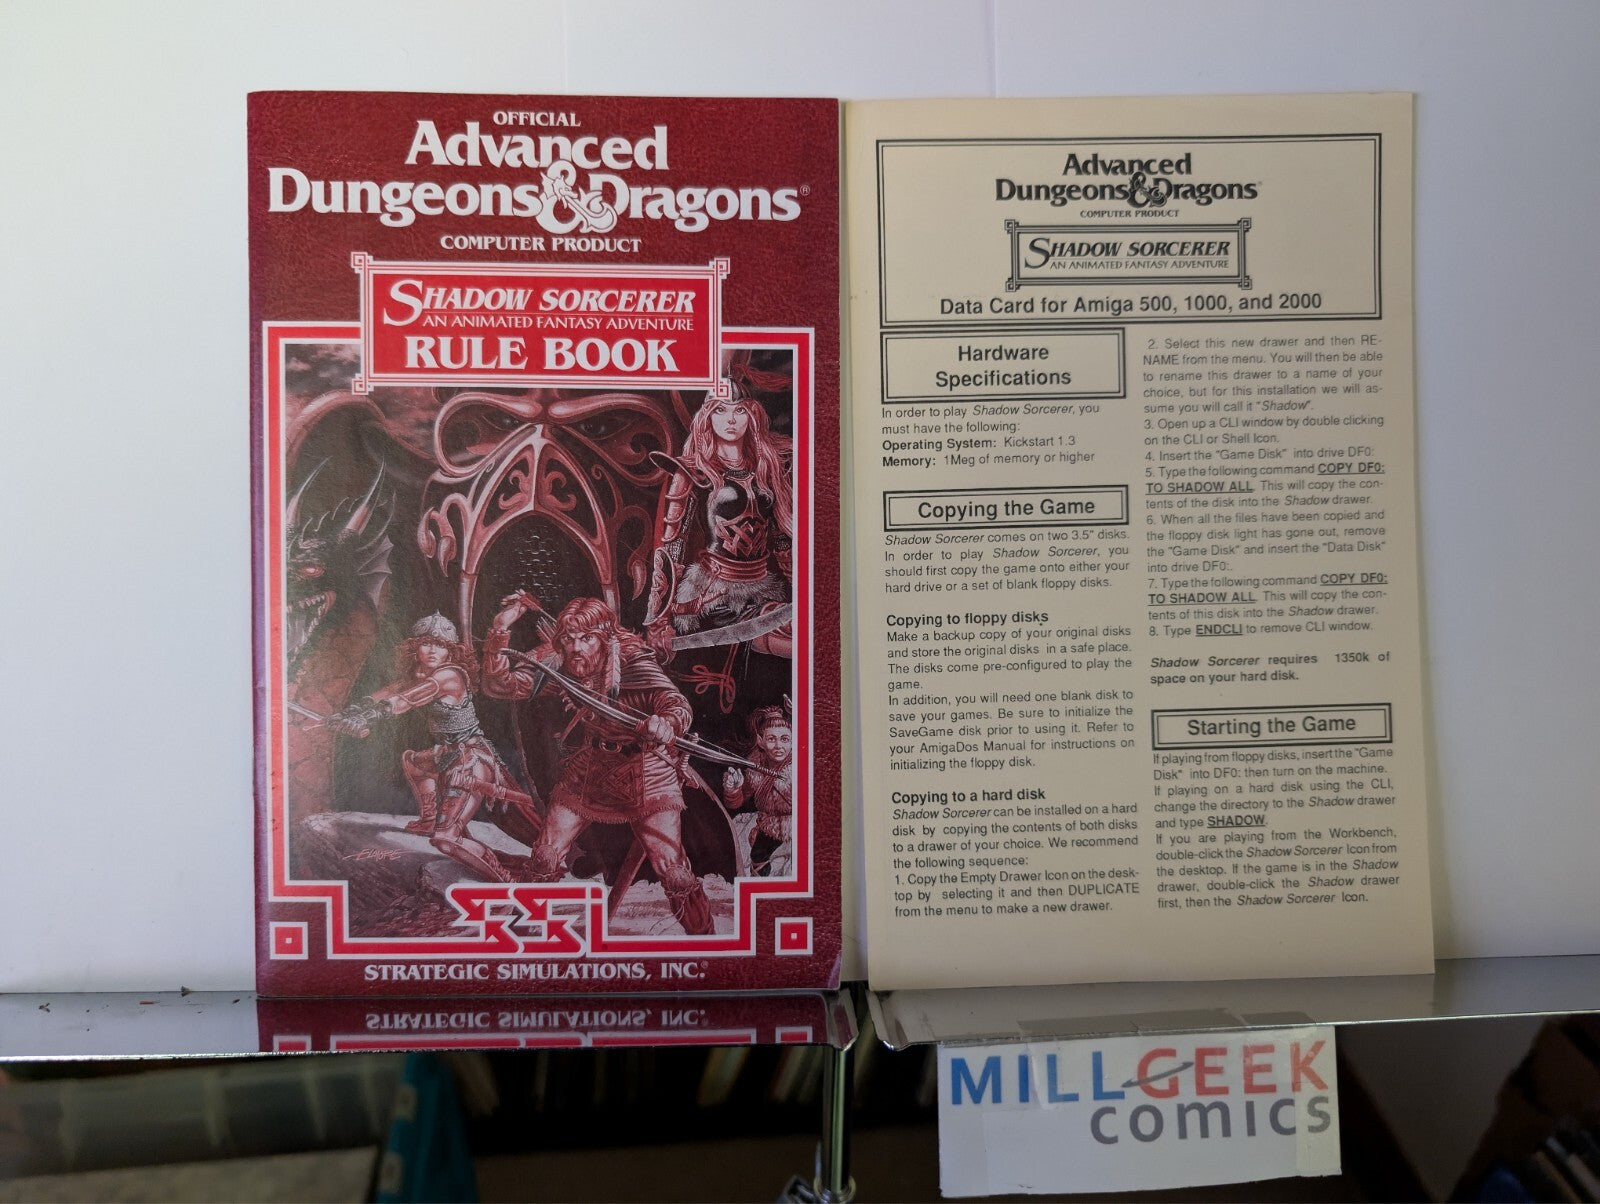 OFFICIAL
Advanced
Dungeons & Dragons®
COMPUTER PRODUCT
SHADOW SORCERER
AN ANIMATED FANTASY ADVENTURE
RULE BOOK
ELMORE
SSI
STRATEGIC SIMULATIONS, INC.®
Advanced
Dungeons & Dragons
COMPUTER PRODUCT
SHADOW SORCERER
AN ANIMATED FANTASY ADVENTURE
Data Card for Amiga 500, 1000, and 2000
Hardware
Specifications
In order to play Shadow Sorcerer, you
must have the following:
Operating System: Kickstart 1.3
Memory: 1Meg of memory or higher
Copying the Game
Shadow Sorcerer comes on two 3.5" disks.
In order to play Shadow Sorcerer, you
should first copy the game onto either your
hard drive or a set of blank floppy disks.
Copying to floppy disks
Make a backup copy of your original disks
and store the original disks in a safe place.
The disks come pre-configured to play the
game.
In addition, you will need one blank disk to
save your games. Be sure to initialize the
SaveGame disk prior to using it. Refer to
your AmigaDos Manual for instructions on
initializing the floppy disk.
Copying to a hard disk
Shadow Sorcerer can be installed on a hard
disk by copying the contents of both disks
to a drawer of your choice. We recommend
the following sequence:
1. Copy the Empty Drawer Icon on the desk-
top by selecting it and then DUPLICATE
from the menu to make a new drawer.
2. Select this new drawer and then RE-
NAME from the menu. You will then be able
to rename this drawer to a name of your
choice, but for this installation we will as-
sume you will call it "Shadow".
3. Open up a CLI window by double clicking
on the CLI or Shell Icon.
4. Insert the "Game Disk" into drive DF0:
5. Type the following command COPY DF0:
TO SHADOW ALL. This will copy the con-
tents of the disk into the Shadow drawer.
6. When all the files have been copied and
the floppy disk light has gone out, remove
the "Game Disk" and insert the "Data Disk"
into drive DF0:.
7. Type the following command COPY DF0:
TO SHADOW ALL. This will copy the con-
tents of this disk into the Shadow drawer.
8. Type ENDCLI to remove CLI window.
Shadow Sorcerer requires 1350k of
space on your hard disk.
Starting the Game
If playing from floppy disks, insert the "Game
Disk" into DF0: then turn on the machine.
If playing on a hard disk using the CLI,
change the directory to the Shadow drawer
and type SHADOW.
If you are playing from the Workbench,
double-click the Shadow Sorcerer Icon from
the desktop. If the game is in the Shadow
drawer, double-click the Shadow drawer
first, then the Shadow Sorcerer Icon.
MILLGEEK
comics